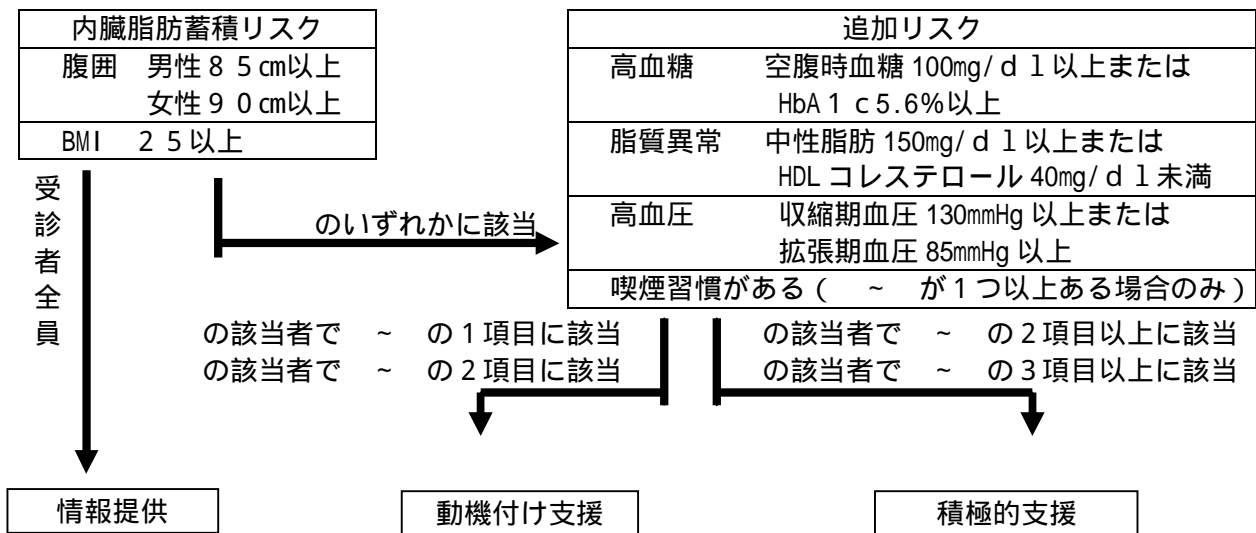 内臓脂肪蓄積リスク
腹囲 男性８５㎝以上
女性９０㎝以上
BMI ２５以上
追加リスク
高血糖 空腹時血糖 100㎎/ｄｌ以上または
HbA１ｃ5.6%以上
脂質異常 中性脂肪 150㎎/ｄｌ以上または
HDL コレステロール 40㎎/ｄｌ未満
高血圧 収縮期血圧 130mmHg 以上または
拡張期血圧 85mmHg 以上
喫煙習慣がある（ ～ が１つ以上ある場合のみ）
受診者全員
のいずれかに該当
の該当者で ～ の１項目に該当
の該当者で ～ の２項目に該当
の該当者で ～ の２項目以上に該当
の該当者で ～ の３項目以上に該当
情報提供
動機付け支援
積極的支援